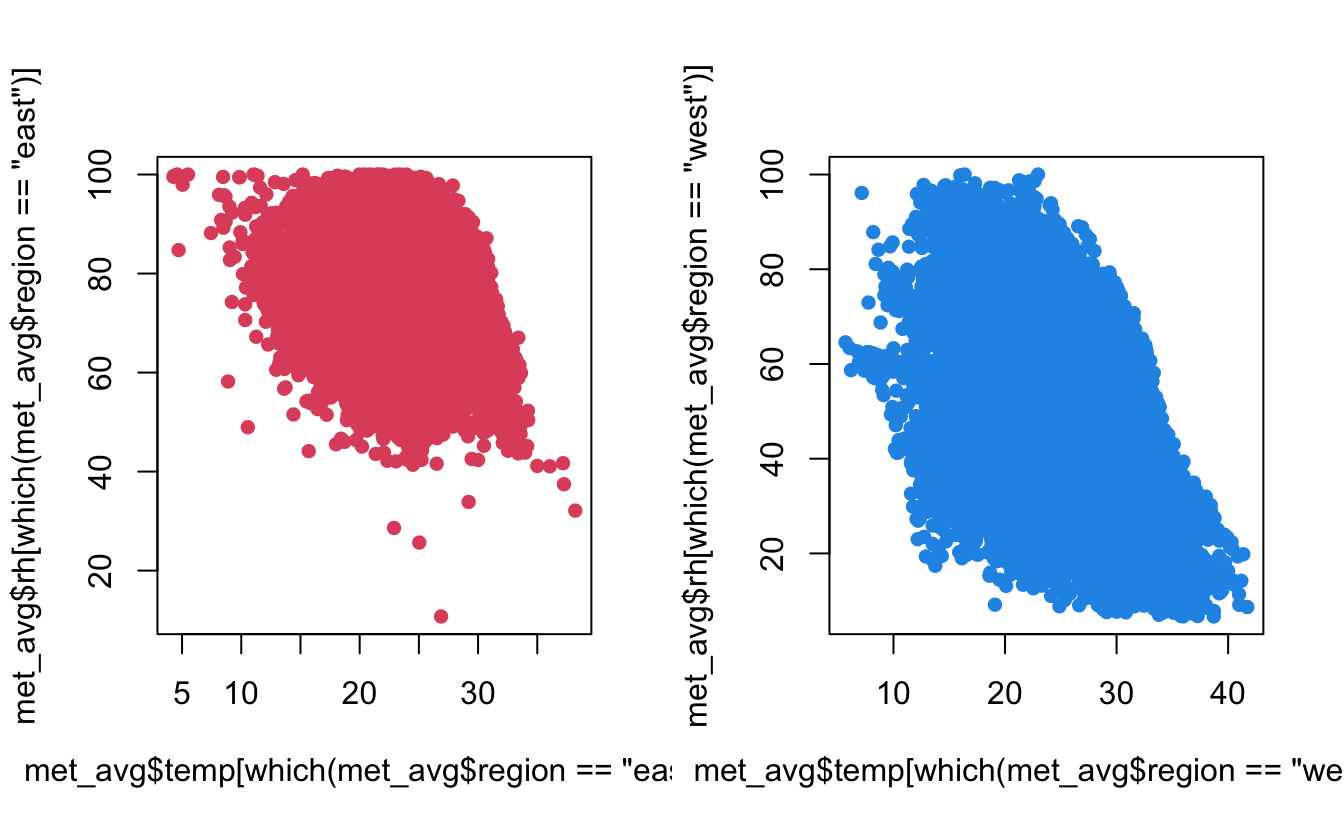 met_avg$rh[which(met_avg$region == "east")]
100
80
60
40
20
5 10 20 30
met_avg$temp[which(met_avg$region == "eas
met_avg$rh[which(met_avg$region == "west")]
100
80
60
40
20
10 20 30 40
met_avg$temp[which(met_avg$region == "we